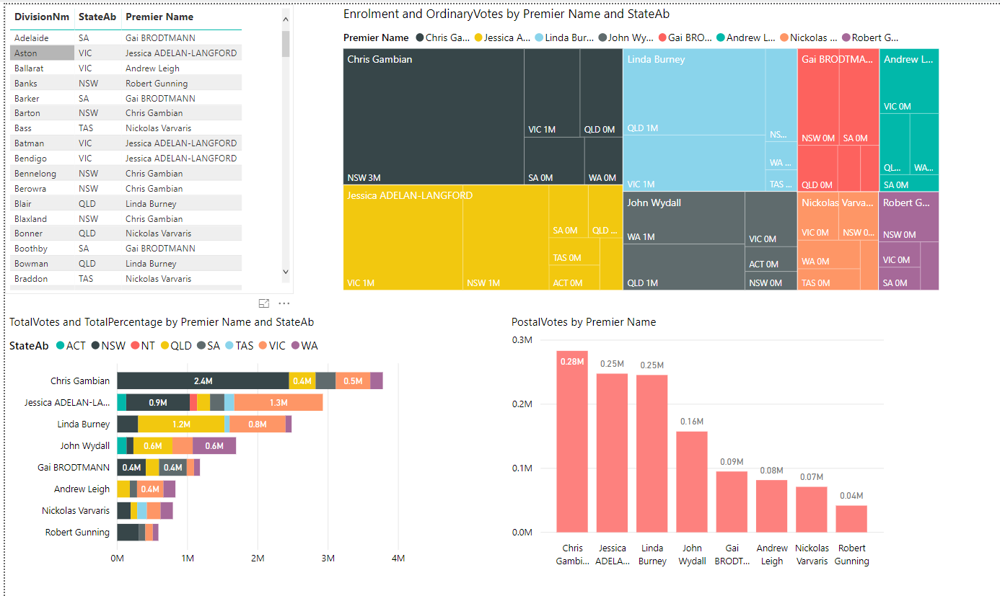 DivisionNm StateAb Premier Name
Adelaide SA Gai BRODTMANN
Aston VIC Jessica ADELAN-LANGFORD
Ballarat VIC Andrew Leigh
Banks NSW Robert Gunning
Barker SA Gai BRODTMANN
Barton NSW Chris Gambian
Bass TAS Nickolas Varvaris
Batman VIC Jessica ADELAN-LANGFORD
Bendigo VIC Jessica ADELAN-LANGFORD
Bennelong NSW Chris Gambian
Berowra NSW Chris Gambian
Blair QLD Linda Burney
Blaxland NSW Chris Gambian
Bonner QLD Nickolas Varvaris
Boothby SA Gai BRODTMANN
Bowman QLD Linda Burney
Braddon TAS Nickolas Varvaris
Enrolment and OrdinaryVotes by Premier Name and StateAb
Premier Name Chris Ga... Jessica A... Linda Bur... John Wy... Gai BRO... Andrew L... Nickolas ... Robert G...
Chris Gambian
NSW 3M
VIC 1M
QLD 0M
SA 0M
WA 0M
Jessica ADELAN-LANGFORD
VIC 1M
NSW 1M
SA 0M
QLD ...
TAS 0M
ACT 0M
Linda Burney
QLD 1M
VIC 1M
NS...
WA ...
TAS ...
John Wydall
WA 1M
QLD 1M
VIC 0M
ACT 0M
NSW 0M
Gai BRODTMA...
NSW 0M
SA 0M
QLD 0M
Andrew L...
VIC 0M
QL...
WA...
SA 0M
Nickolas Varva...
VIC 0M
NSW 0...
WA 0M
TAS 0M
Robert G...
NSW 0M
VIC 0M
SA 0M
TotalVotes and TotalPercentage by Premier Name and StateAb
StateAb ACT NSW NT QLD SA TAS VIC WA
Chris Gambian 2.4M 0.4M 0.5M
Jessica ADELAN-LA... 0.9M 1.3M
Linda Burney 1.2M 0.8M
John Wydall 0.6M 0.6M
Gai BRODTMANN 0.4M 0.4M
Andrew Leigh 0.4M
Nickolas Varvaris
Robert Gunning
0M 1M 2M 3M 4M
PostalVotes by Premier Name
0.3M
0.2M
0.1M
0.0M
0.28M 0.25M 0.25M 0.16M 0.09M 0.08M 0.07M 0.04M
Chris Jessica Linda John Gai Andrew Nickolas Robert
Gambi... ADELA... Burney Wydall BRODT... Leigh Varvaris Gunning